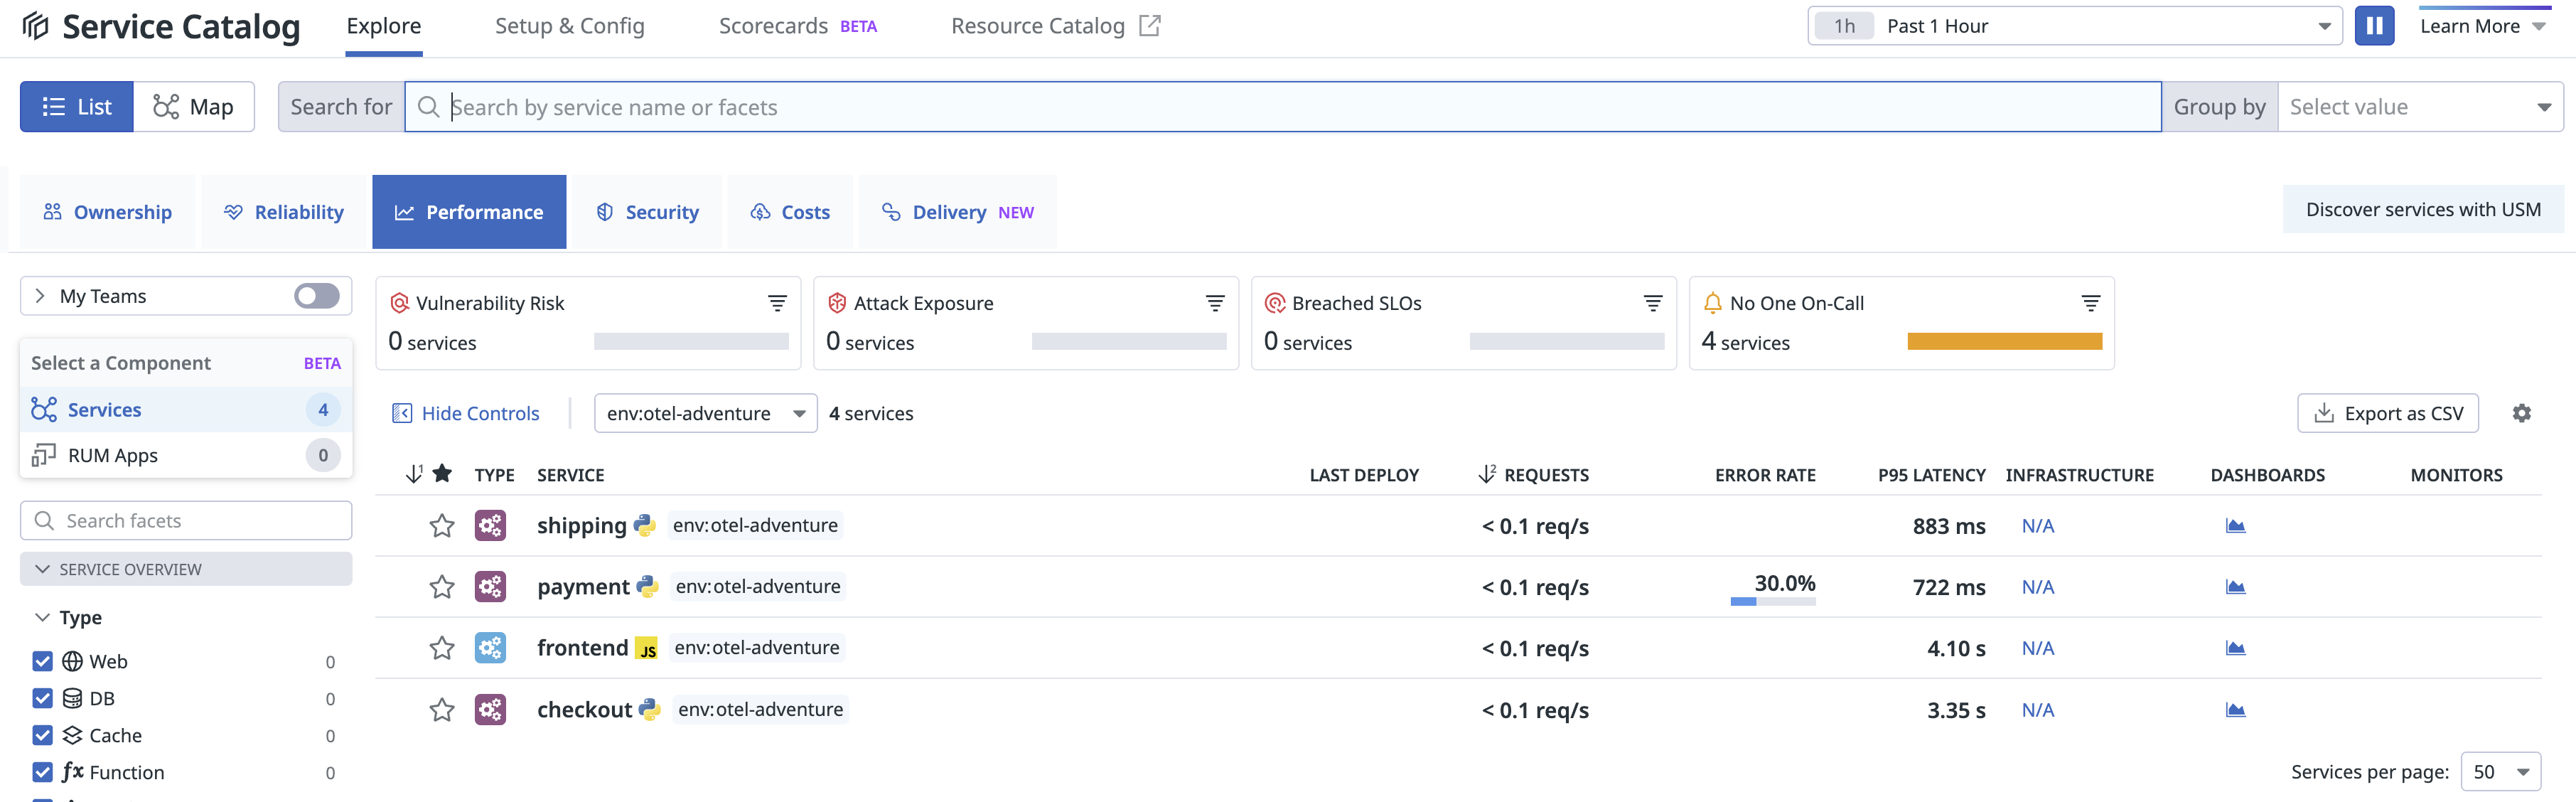 Service Catalog Explore Setup & Config Scorecards BETA Resource Catalog 1h Past 1 Hour Learn More
List Map Search for Search by service name or facets Group by Select value
Ownership Reliability Performance Security Costs Delivery NEW Discover services with USM
My Teams
Vulnerability Risk
0 services
Attack Exposure
0 services
Breached SLOs
0 services
No One On-Call
4 services
Select a Component BETA
Services 4
RUM Apps 0
Search facets
SERVICE OVERVIEW
Type
Web 0
DB 0
Cache 0
Function 0
Hide Controls env:otel-adventure 4 services Export as CSV
1 TYPE SERVICE LAST DEPLOY 2 REQUESTS ERROR RATE P95 LATENCY INFRASTRUCTURE DASHBOARDS MONITORS
shipping env:otel-adventure < 0.1 req/s 883 ms N/A
payment env:otel-adventure < 0.1 req/s 30.0% 722 ms N/A
frontend JS env:otel-adventure < 0.1 req/s 4.10 s N/A
checkout env:otel-adventure < 0.1 req/s 3.35 s N/A
Services per page: 50